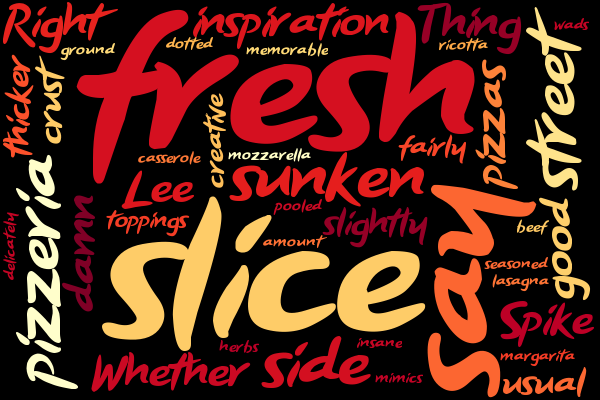 Right
inspiration
Thing
wads
ground
dotted
memorable
ricotta
fresh
thicker
crust
creative
street
pizzas
fairly
casserole
mozzarella
Lee
sunken
pizzeria
damn
toppings
pooled
slightly
say
good
beef
delicately
slice
amount
seasoned
lasagna
Spike
herbs
insane
Whether
side
mimics
margarita
usual